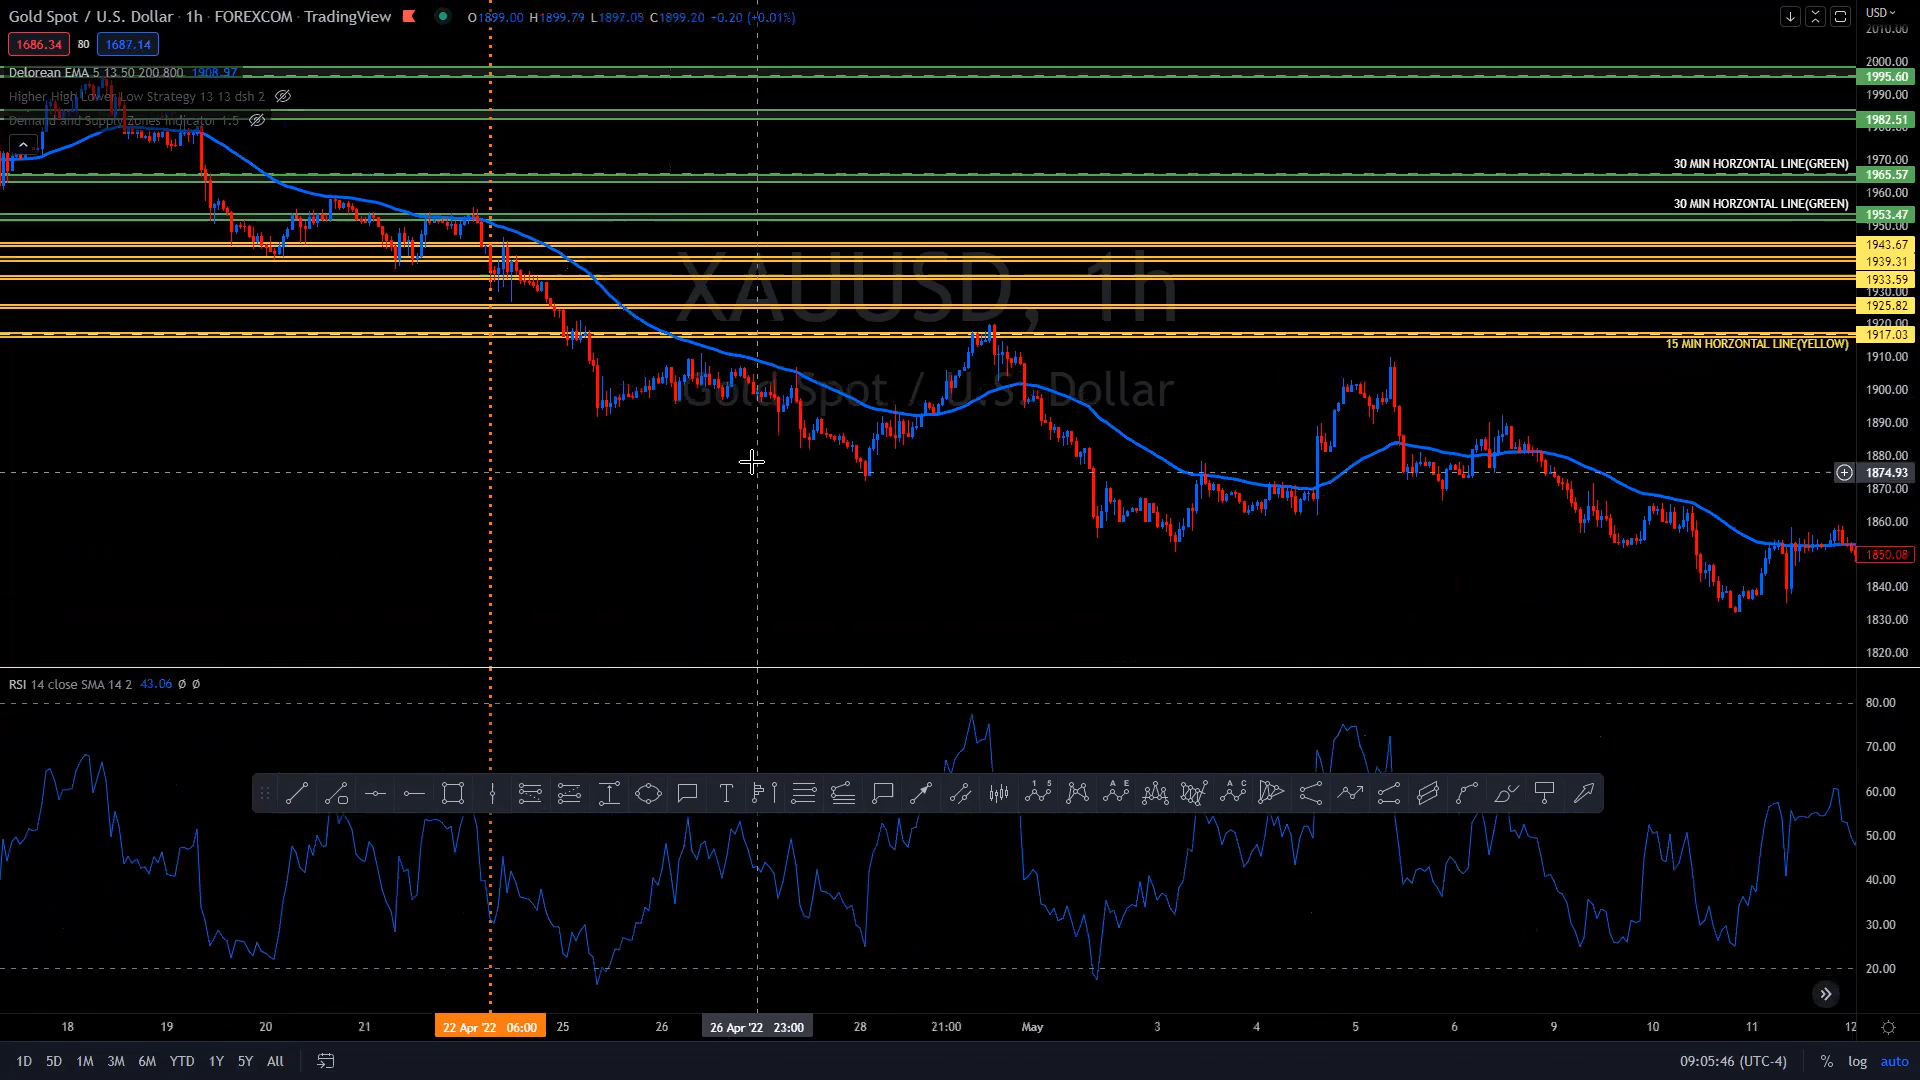 Gold Spot / U.S. Dollar · 1h · FOREXCOM · TradingView O1899.00 H1899.79 L1897.05 C1899.20 +0.20 (+0.01%)
USD
1686.34 80 1687.14
Delorean EMA 5 13 50 200 800 1908.97
Higher High Lower Low Strategy 13 13 dsh 2
Demand and Supply Zones Indicator 1.5
2010.00
2000.00
1995.60
1990.00
1982.51
1980.00
30 MIN HORZONTAL LINE(GREEN)
1970.00
1965.57
1960.00
30 MIN HORZONTAL LINE(GREEN)
1953.47
1950.00
1943.67
1939.31
1933.59
1930.00
1925.82
1920.00
1917.03
15 MIN HORZONTAL LINE(YELLOW)
1910.00
1900.00
1890.00
1880.00
1874.93
1870.00
1860.00
1850.08
1840.00
1830.00
1820.00
XAUUSD, 1h
Gold Spot / U.S. Dollar
RSI 14 close SMA 14 2 43.06 Ø Ø
80.00
70.00
60.00
50.00
40.00
30.00
20.00
18 19 20 21 22 Apr '22 06:00 25 26 26 Apr '22 23:00 28 21:00 May 3 4 5 6 9 10 11 12
1D 5D 1M 3M 6M YTD 1Y 5Y All
09:05:46 (UTC-4) % log auto